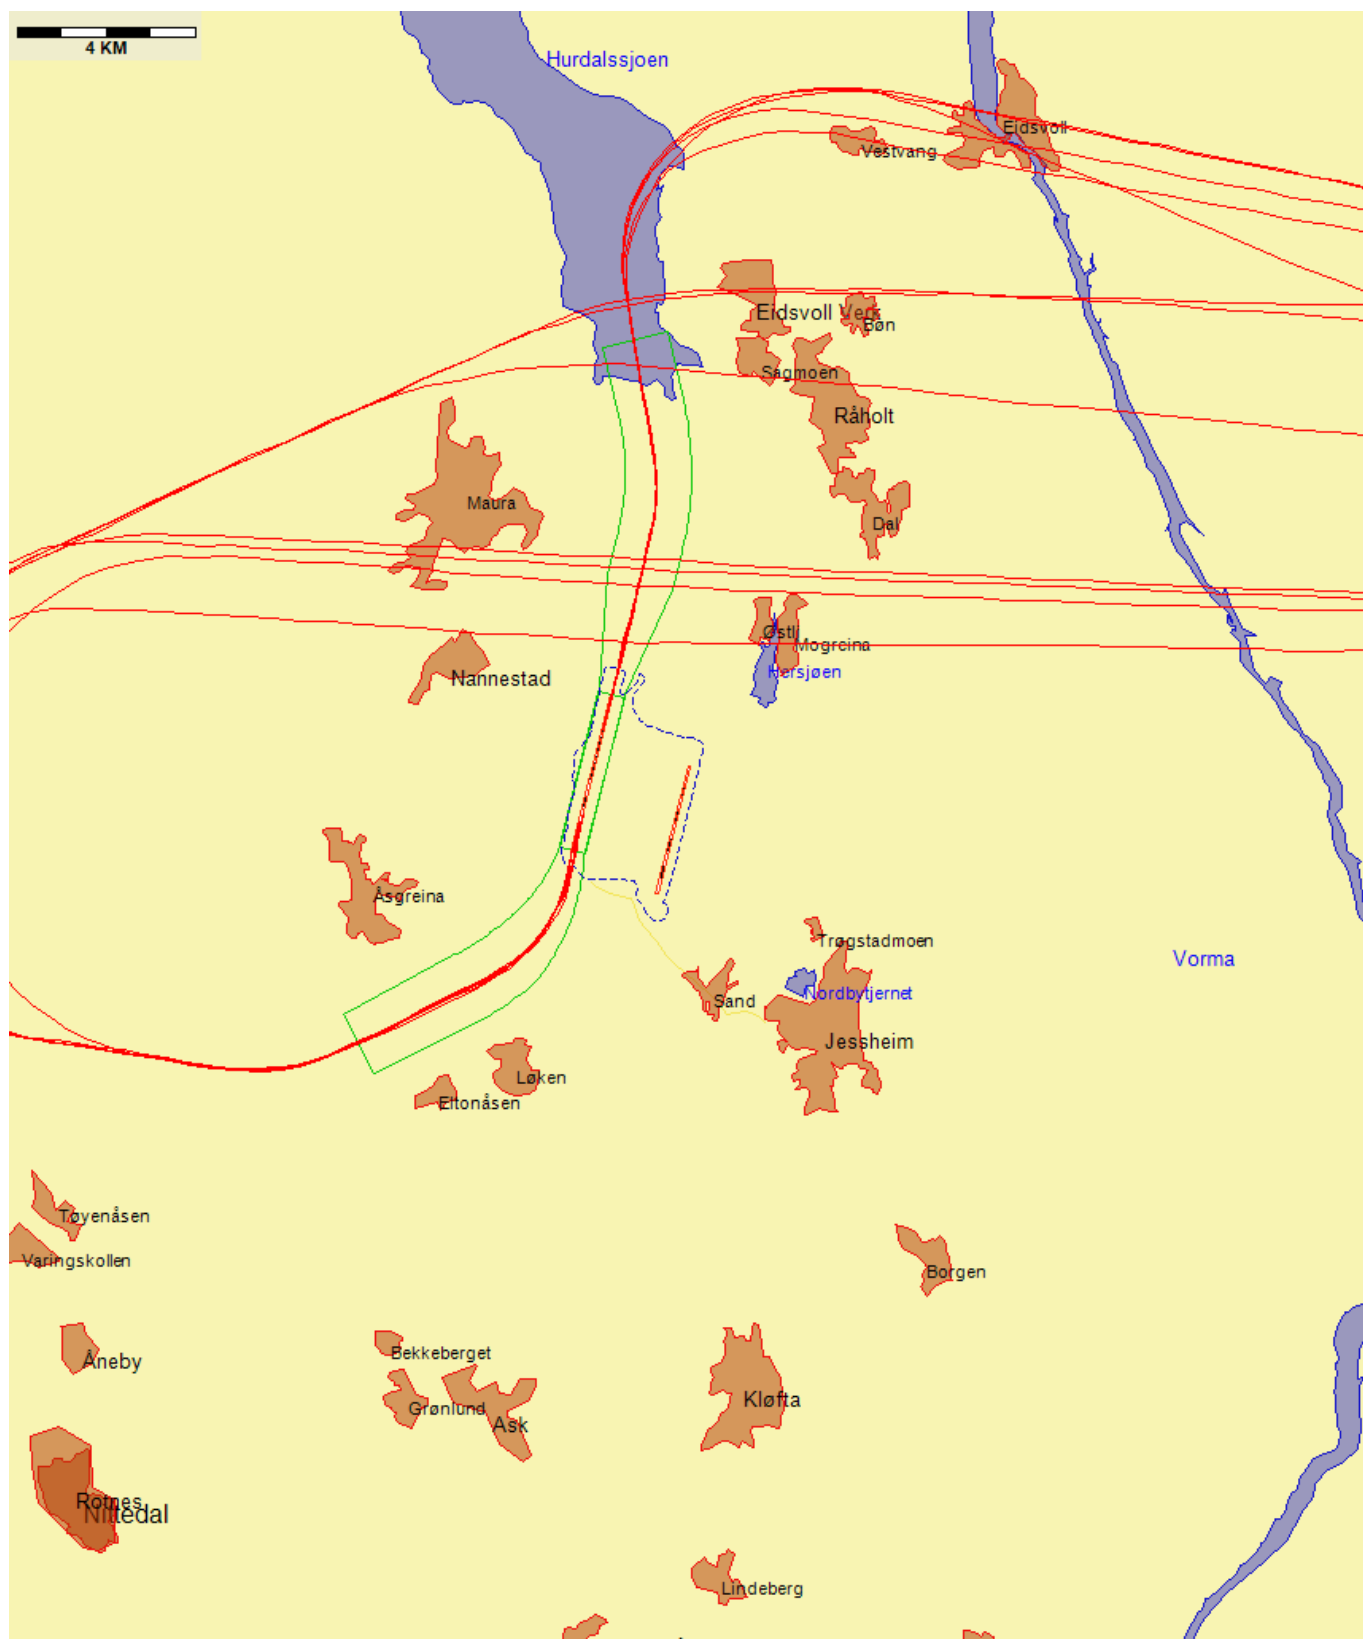 4 KM
Hurdalssjoen
Eidsvoll
Vestvang
Eidsvoll Verk
Bøn
Sagmoen
Råholt
Maura
Dal
Østli
Mogreina
Hersjøen
Nannestad
Åsgreina
Trøgstadmoen
Vorma
Nordbytjernet
Sand
Jessheim
Løken
Eltonåsen
Tøyenåsen
Varingskollen
Borgen
Åneby
Bekkeberget
Grønlund
Kløfta
Ask
Rotnes
Nittedal
Lindeberg